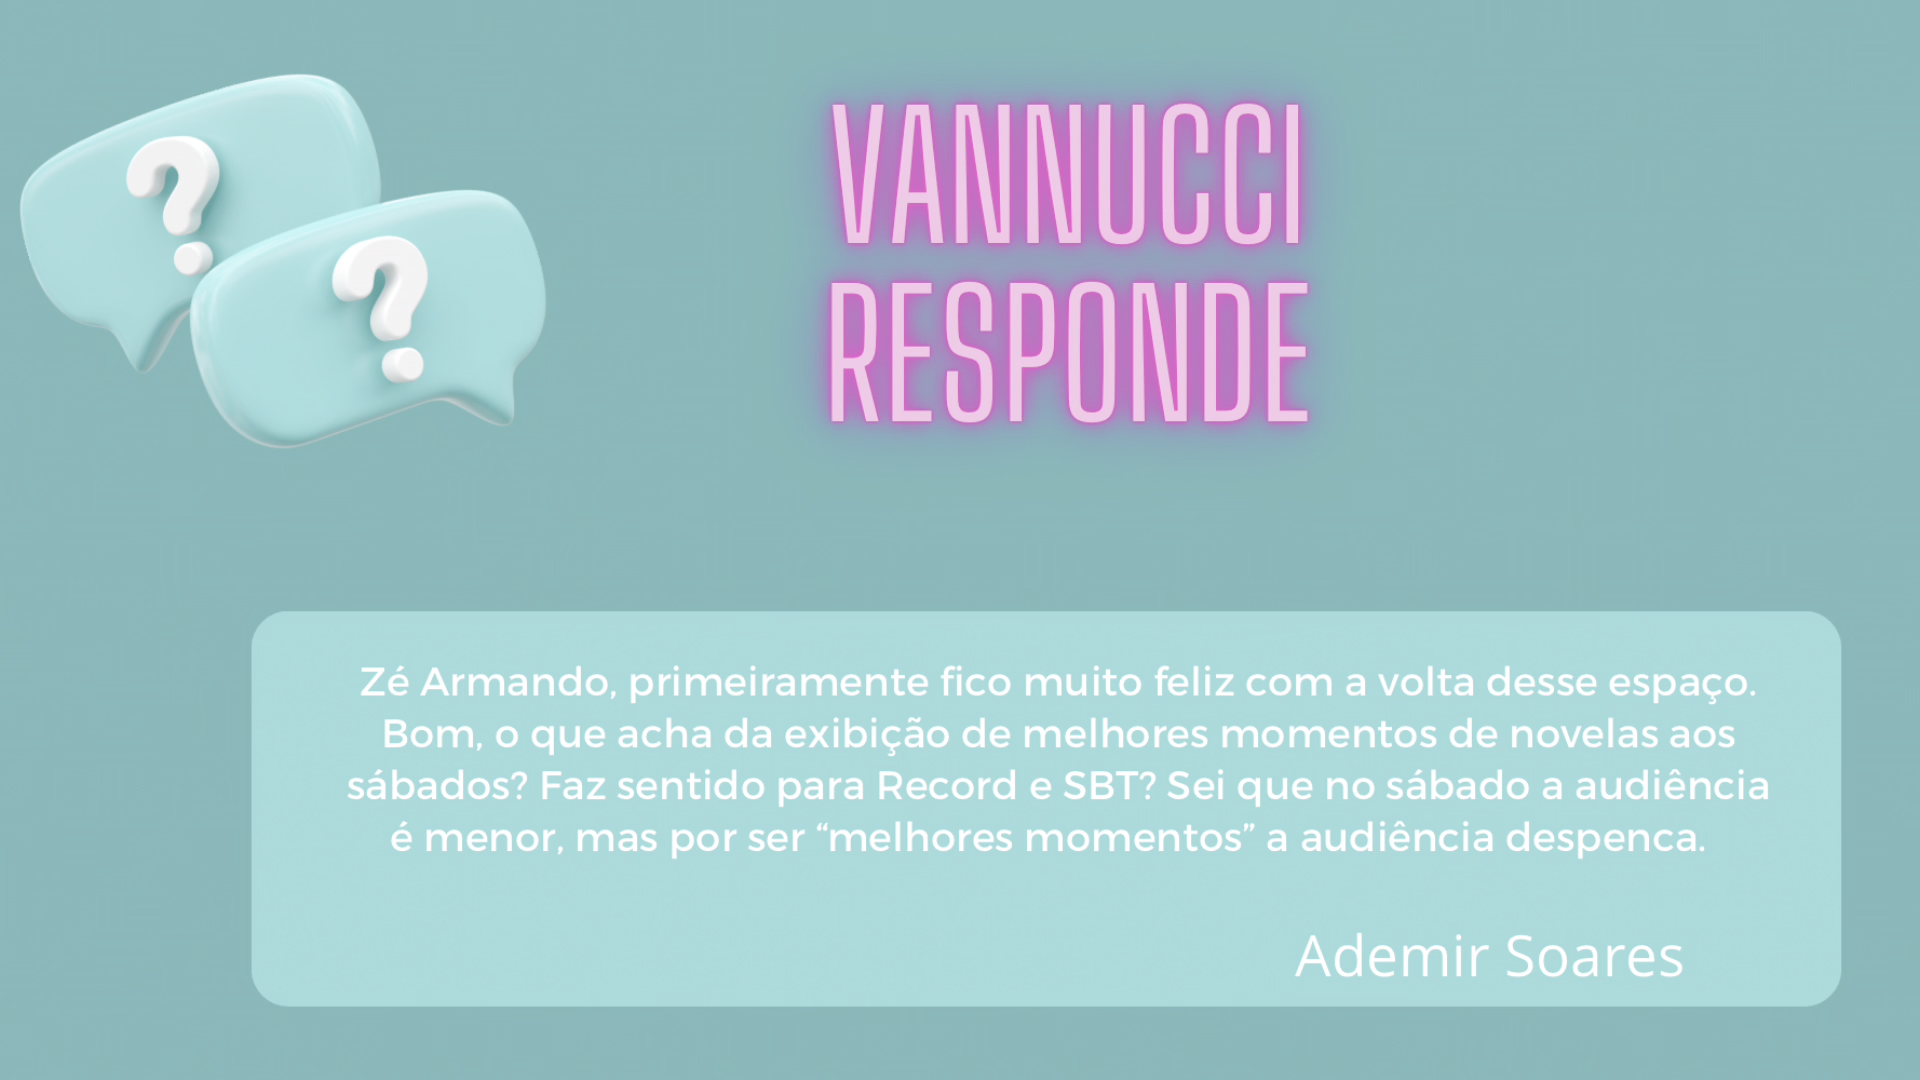 ?
?
VANNUCCI
RESPONDE
Zé Armando, primeiramente fico muito feliz com a volta desse espaço.
Bom, o que acha da exibição de melhores momentos de novelas aos
sábados? Faz sentido para Record e SBT? Sei que no sábado a audiência
é menor, mas por ser “melhores momentos” a audiência despenca.
Ademir Soares